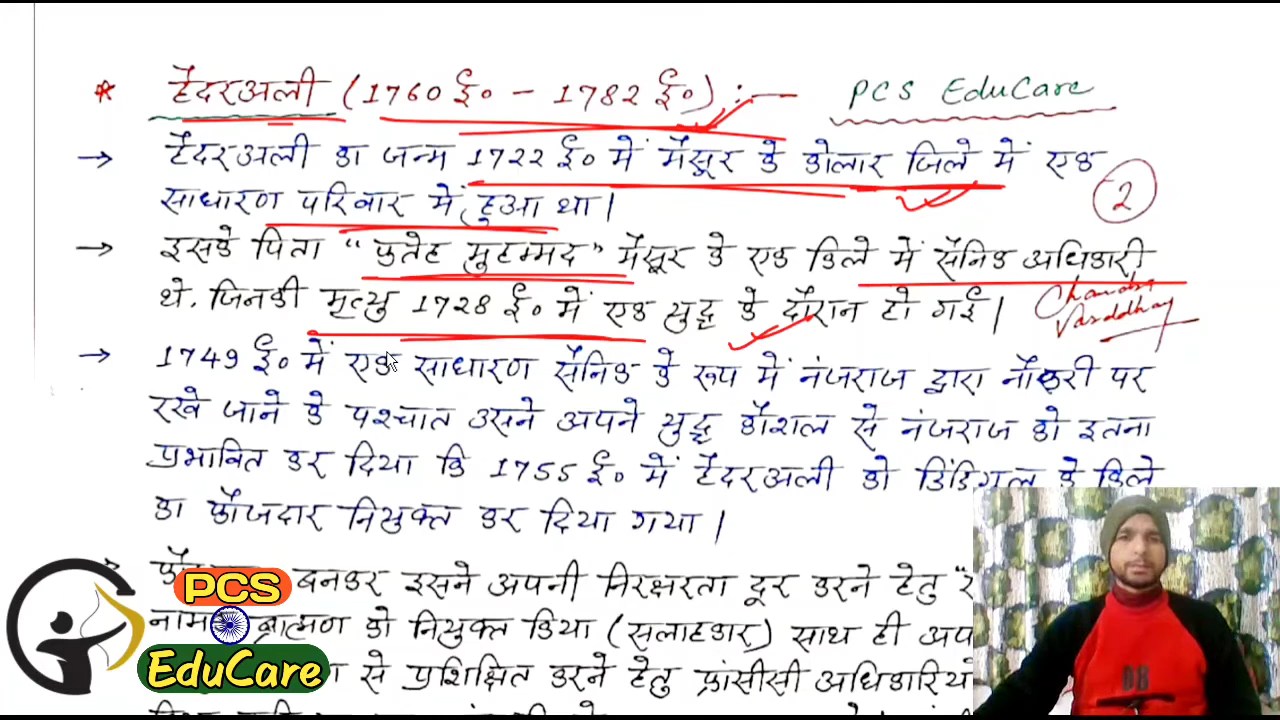 * हैदरअली (1760 ई० - 1782 ई०) :— PCS EduCare
→ हैदरअली का जन्म 1722 ई० में मैसूर के कोलार जिले में एक
साधारण परिवार में हुआ था।
2
→ इसके पिता "फतेह मुहम्मद" मैसूर के एक किले में सैनिक अधिकारी
थे, जिनकी मृत्यु 1728 ई० में एक युद्ध के दौरान हो गई।
Chandra
→ 1749 ई० में एक साधारण सैनिक के रूप में नंजराज द्वारा नौकरी पर
रखे जाने के पश्चात उसने अपने युद्ध कौशल से नंजराज को इतना
प्रभावित कर दिया कि 1755 ई० में हैदरअली को डिंडिगल के किले
का फौजदार नियुक्त कर दिया गया।
बनकर इसने अपनी निरक्षरता दूर करने हेतु
नाम ब्राह्मण को नियुक्त किया (सलाहकार) साथ ही
से प्रशिक्षित करने हेतु फ्रांसीसी
PCS
EduCare
DB